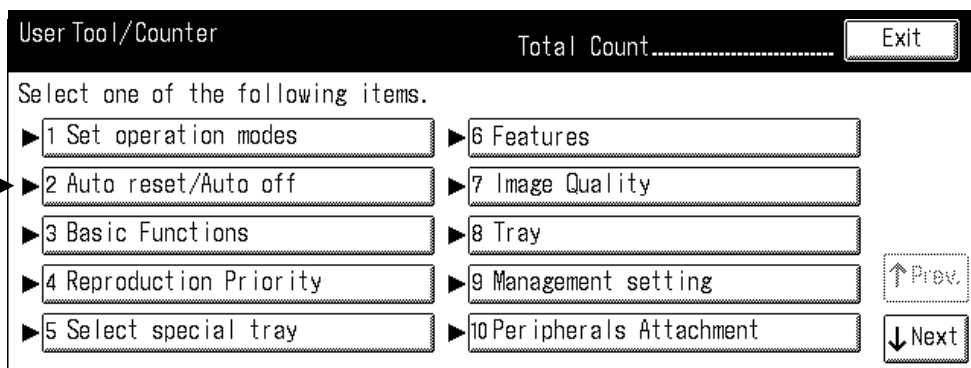 User Tool/Counter
Total Count
Exit
Select one of the following items.
1 Set operation modes
2 Auto reset/Auto off
3 Basic Functions
4 Reproduction Priority
5 Select special tray
6 Features
7 Image Quality
8 Tray
9 Management setting
10 Peripherals Attachment
↑Prev.
↓Next